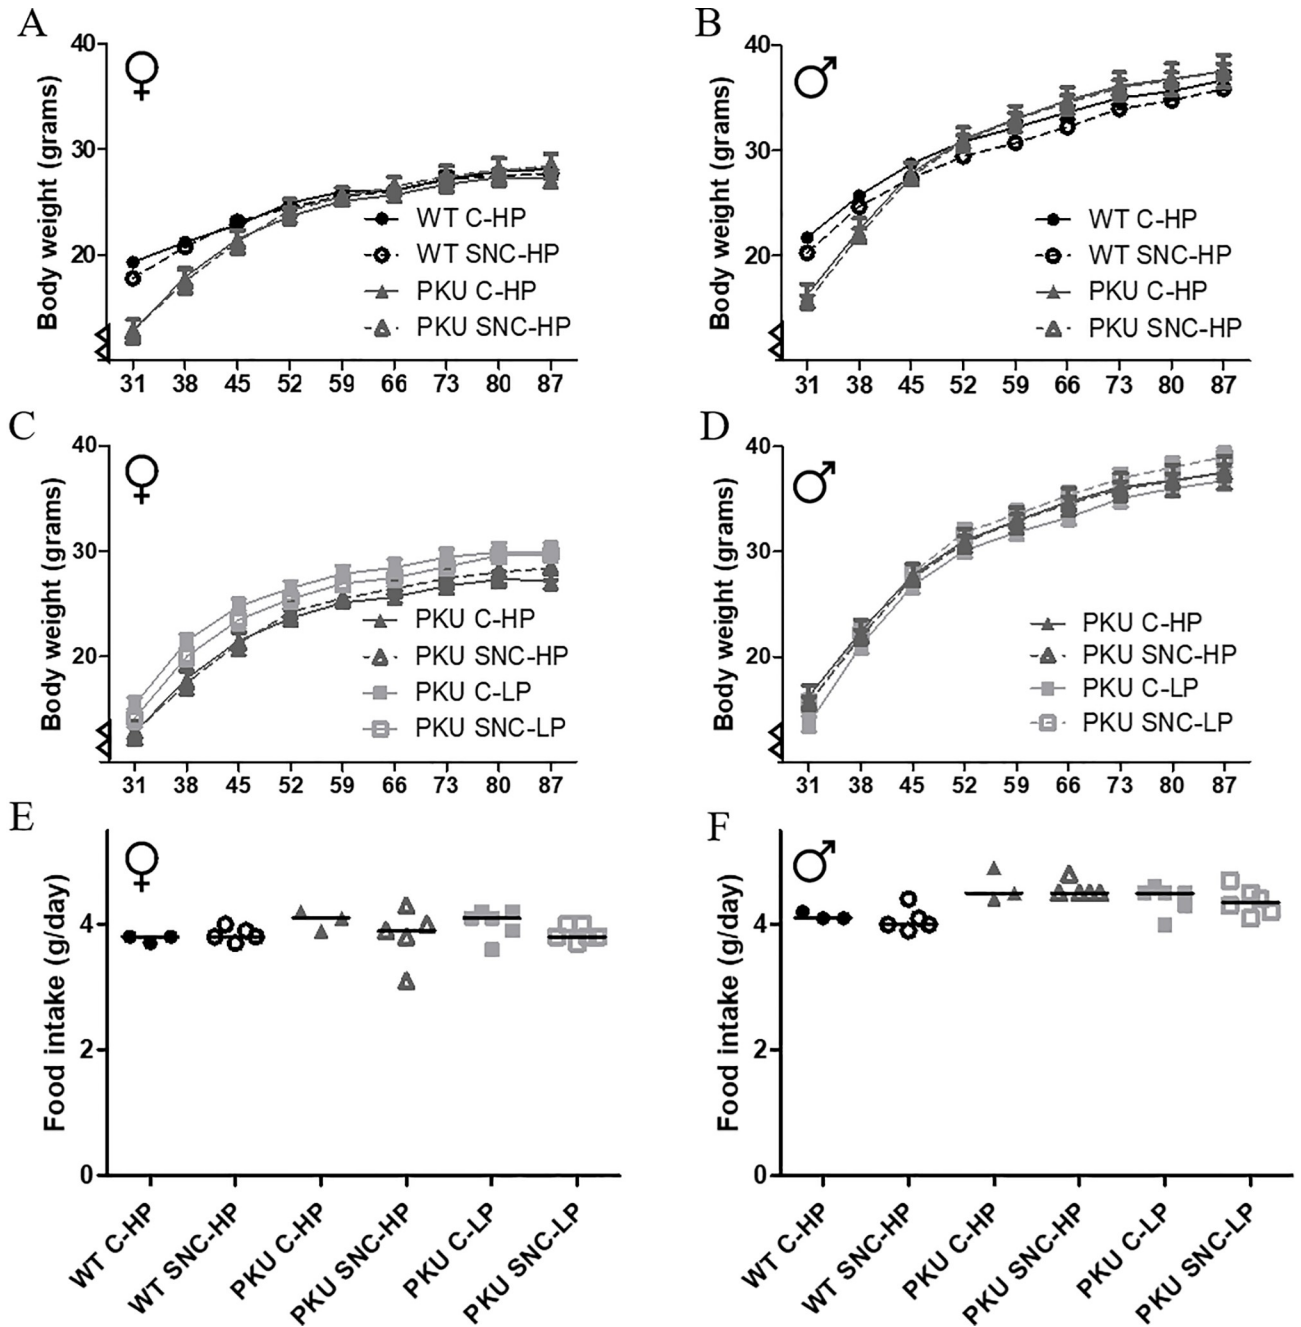 A
B
40
30
20
Body weight (grams)
WT C-HP
WT SNC-HP
PKU C-HP
PKU SNC-HP
31 38 45 52 59 66 73 80 87
40
30
20
Body weight (grams)
WT C-HP
WT SNC-HP
PKU C-HP
PKU SNC-HP
31 38 45 52 59 66 73 80 87
C
D
40
30
20
Body weight (grams)
PKU C-HP
PKU SNC-HP
PKU C-LP
PKU SNC-LP
31 38 45 52 59 66 73 80 87
40
30
20
Body weight (grams)
PKU C-HP
PKU SNC-HP
PKU C-LP
PKU SNC-LP
31 38 45 52 59 66 73 80 87
E
F
4
2
0
Food intake (g/day)
WT C-HP
WT SNC-HP
PKU C-HP
PKU SNC-HP
PKU C-LP
PKU SNC-LP
4
2
0
Food intake (g/day)
WT C-HP
WT SNC-HP
PKU C-HP
PKU SNC-HP
PKU C-LP
PKU SNC-LP